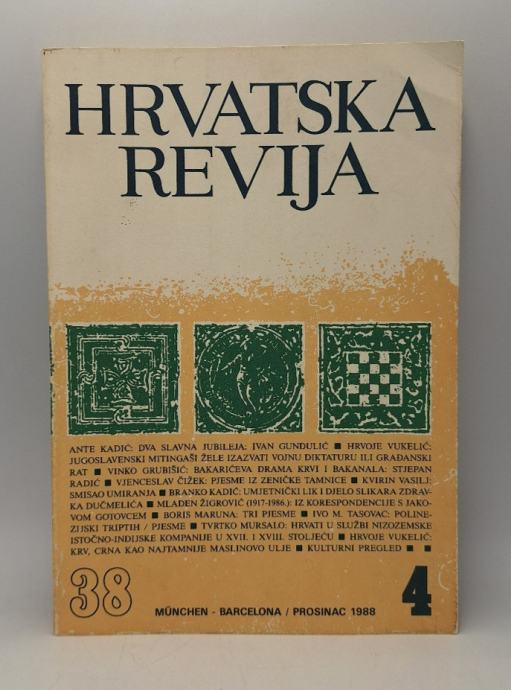 HRVATSKA
REVIJA
ANTE KADIĆ: DVA SLAVNA JUBILEJA: IVAN GUNDULIĆ ■ HRVOJE VUKELIĆ:
JUGOSLAVENSKI MITINGAŠI ŽELE IZAZVATI VOJNU DIKTATURU ILI GRAĐANSKI
RAT ■ VINKO GRUBIŠIĆ: BAKARIĆEVA DRAMA KRVI I BAKANALA: STJEPAN
RADIĆ ■ VJENCESLAV ČIŽEK: PJESME IZ ZENIČKE TAMNICE ■ KVIRIN VASILJ:
SMISAO UMIRANJA ■ BRANKO KADIĆ: UMJETNIČKI LIK I DJELO SLIKARA ZDRAV-
KA DUČMELIĆA ■ MLAĐEN ŽIGROVIĆ (1917-1986.): IZ KORESPONDENCIJE S JAKO-
VOM GOTOVCEM ■ BORIS MARUNA: TRI PJESME ■ IVO M. TASOVAC: POLINE-
ZIJSKI TRIPTIH / PJESME ■ TVRTKO MURSALO: HRVATI U SLUŽBI NIZOZEMSKE
ISTOČNO-INDIJSKE KOMPANIJE U XVII. I XVIII. STOLJEĆU ■ HRVOJE VUKELIĆ:
KRV, CRNA KAO NAJTAMNIJE MASLINOVO ULJE ■ KULTURNI PREGLED ■ ■
38 MÜNCHEN - BARCELONA / PROSINAC 1988 4